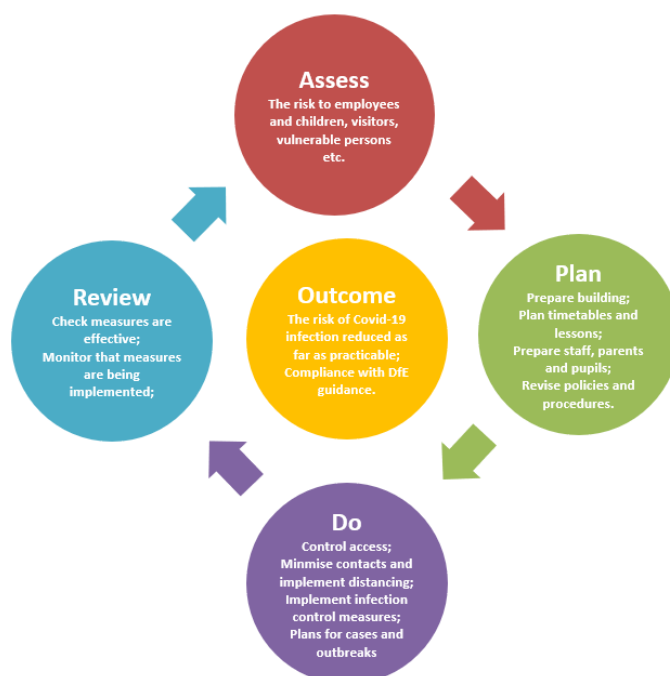 Assess
The risk to employees
and children, visitors,
vulnerable persons
etc.
Plan
Prepare building;
Plan timetables and
lessons;
Prepare staff, parents
and pupils;
Revise policies and
procedures.
Review
Check measures are
effective;
Monitor that measures
are being
implemented;
Outcome
The risk of Covid-19
infection reduced as
far as practicable;
Compliance with DfE
guidance.
Do
Control access;
Minmise contacts and
implement distancing;
Implement infection
control measures;
Plans for cases and
outbreaks